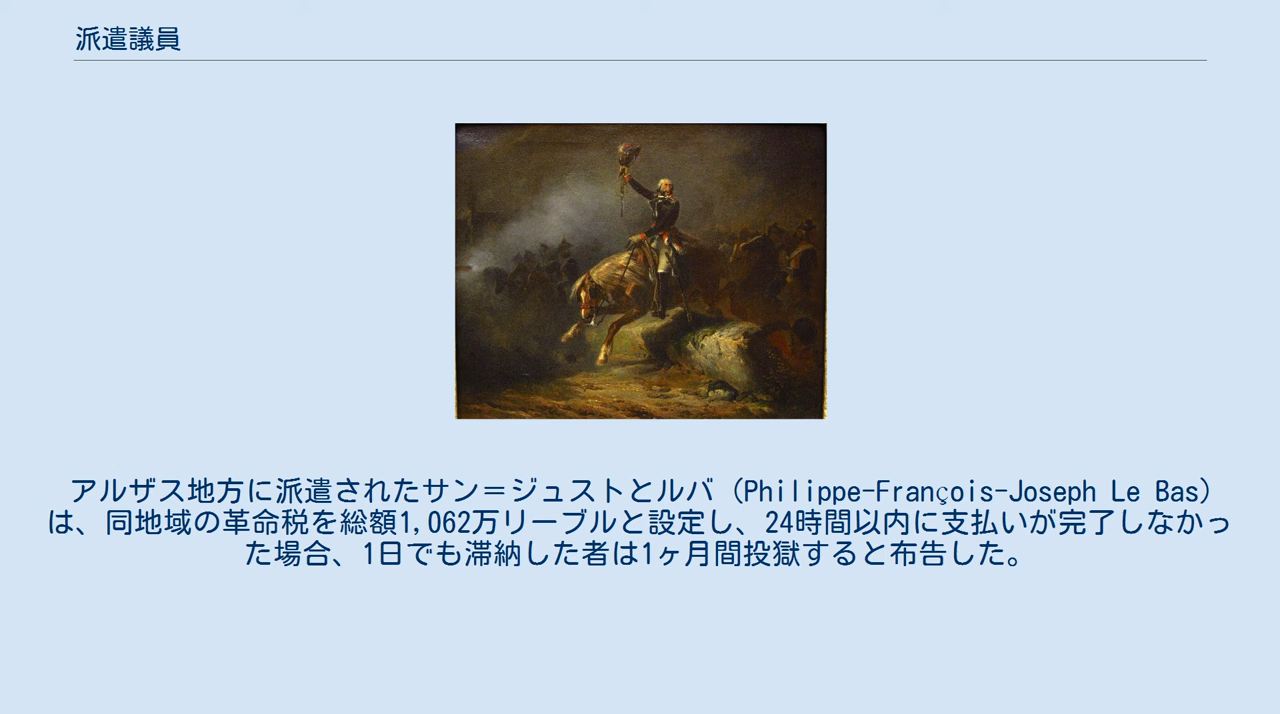 派遣議員
アルザス地方に派遣されたサン＝ジュストとルバ（Philippe-François-Joseph Le Bas）
は、同地域の革命税を総額1,062万リーブルと設定し、24時間以内に支払いが完了しなかっ
た場合、1日でも滞納した者は1ヶ月間投獄すると布告した。